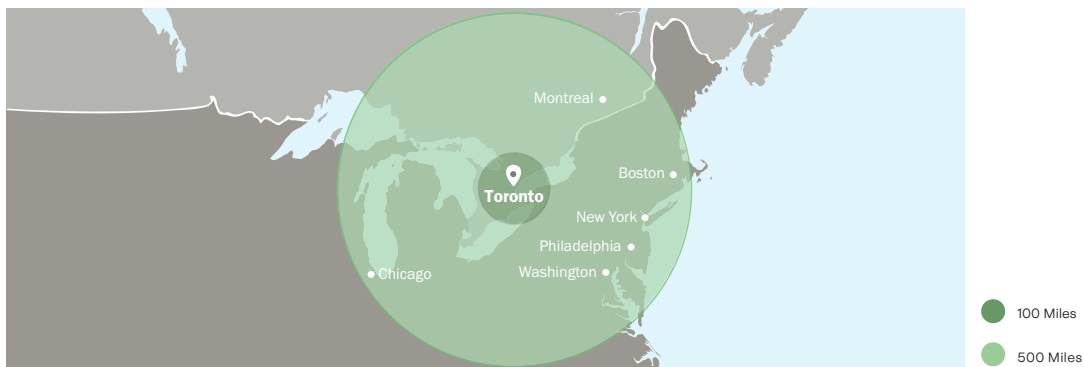 Montreal
Boston
Toronto
New York
Philadelphia
Washington
Chicago
100 Miles
500 Miles